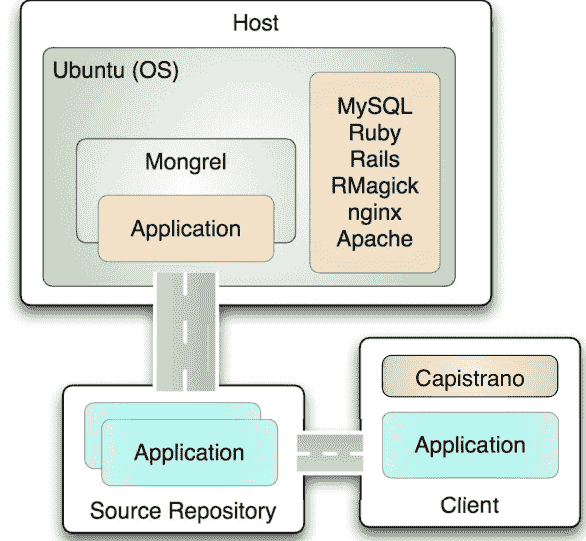 Host
Ubuntu (OS)
Mongrel
Application
MySQL
Ruby
Rails
RMagick
nginx
Apache
Application
Source Repository
Capistrano
Application
Client